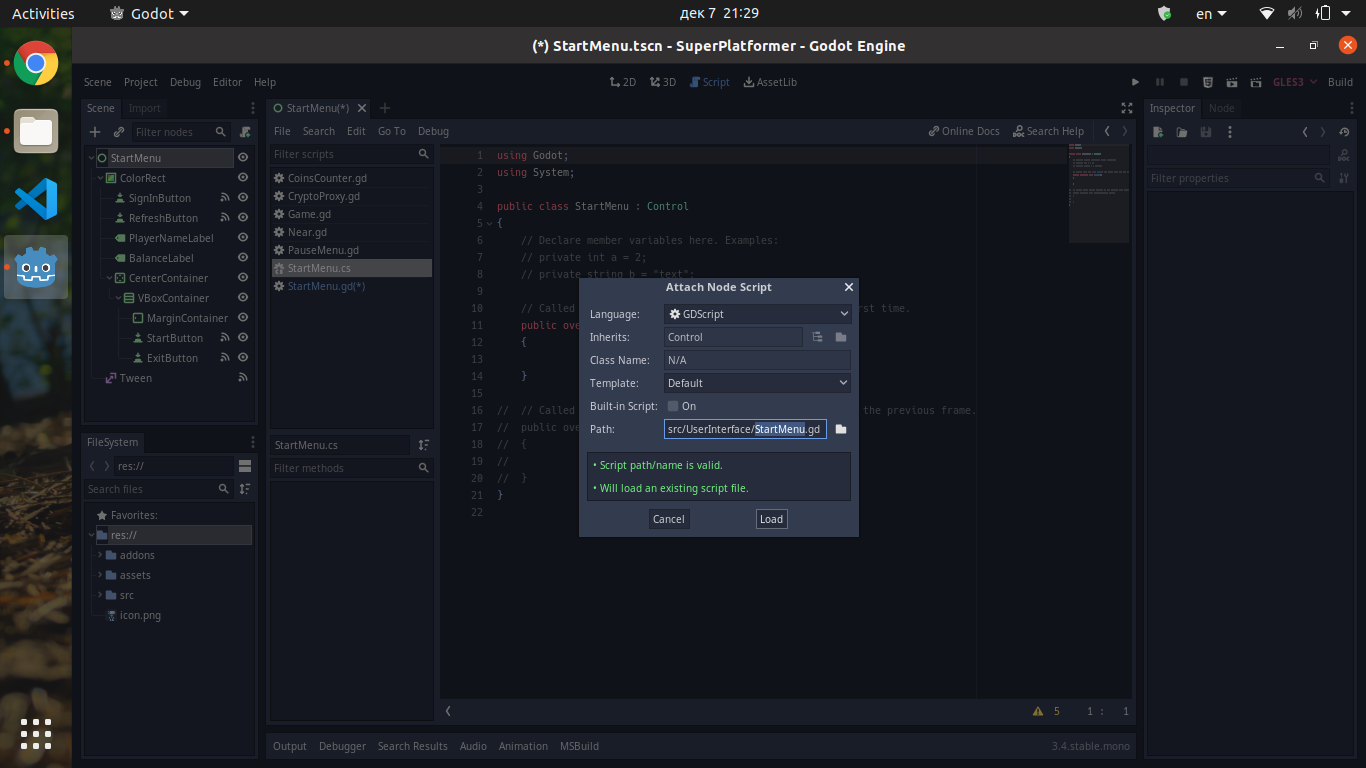 Activities Godot дек 7 21:29 en
(*) StartMenu.tscn - SuperPlatformer - Godot Engine
Scene Project Debug Editor Help 2D 3D Script AssetLib GLES3 Build
Scene Import
Filter nodes
StartMenu
ColorRect
SignInButton
RefreshButton
PlayerNameLabel
BalanceLabel
CenterContainer
VBoxContainer
MarginContainer
StartButton
ExitButton
Tween
FileSystem
res://
Search files
Favorites:
res://
addons
assets
src
icon.png
StartMenu(*)
File Search Edit Go To Debug Online Docs Search Help
Filter scripts
CoinsCounter.gd
CryptoProxy.gd
Game.gd
Near.gd
PauseMenu.gd
StartMenu.cs
StartMenu.gd(*)
StartMenu.cs
Filter methods
1 using Godot;
2 using System;
3
4 public class StartMenu : Control
5 {
6 // Declare member variables here. Examples:
7 // private int a = 2;
8 // private string b = "text";
9
10 // Called rst time.
11 public ove
12 {
13
14 }
15
16 // // Called the previous frame.
17 // public ove
18 // {
19 //
20 // }
21 }
22
Attach Node Script
Language: GDScript
Inherits: Control
Class Name: N/A
Template: Default
Built-in Script: On
Path: src/UserInterface/StartMenu.gd
• Script path/name is valid.
• Will load an existing script file.
Cancel Load
5 1 : 1
Output Debugger Search Results Audio Animation MSBuild 3.4.stable.mono
Inspector Node
Filter properties